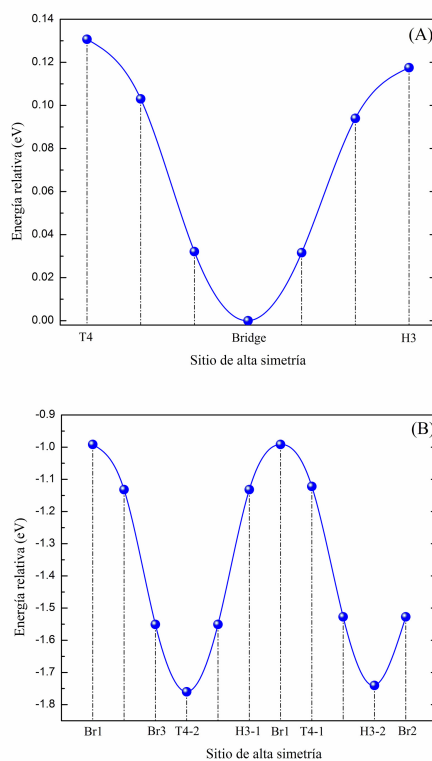 (A)
Energía relativa (eV)
0.14
0.12
0.10
0.08
0.06
0.04
0.02
0.00
T4 Bridge H3
Sitio de alta simetría
(B)
Energía relativa (eV)
-0.9
-1.0
-1.1
-1.2
-1.3
-1.4
-1.5
-1.6
-1.7
-1.8
Br1 Br3 T4-2 H3-1 Br1 T4-1 H3-2 Br2
Sitio de alta simetría